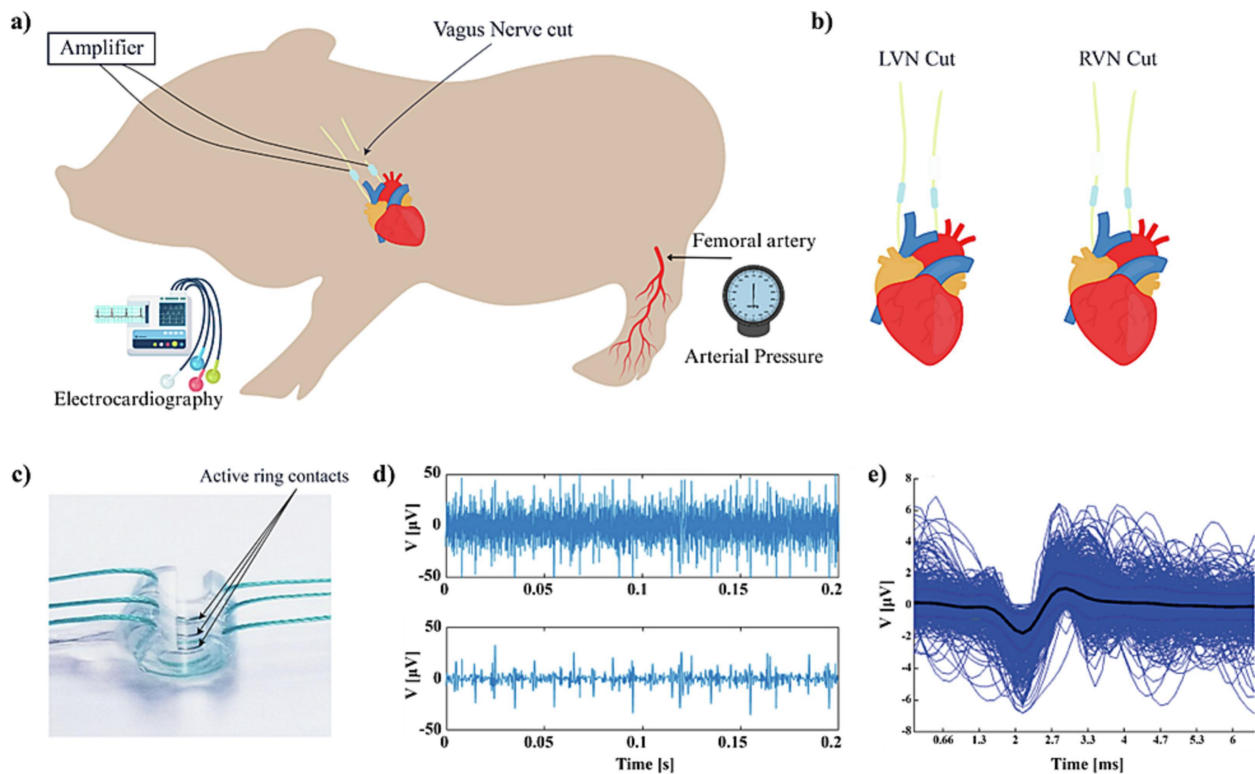 a)
Amplifier
Vagus Nerve cut
Femoral artery
Arterial Pressure
Electrocardiography
b)
LVN Cut
RVN Cut
c)
Active ring contacts
d)
50
0
-50
V [μV]
0
0.05
0.1
0.15
0.2
50
0
-50
V [μV]
0
0.05
0.1
0.15
0.2
Time [s]
e)
8
6
4
2
0
-2
-4
-6
-8
V [μV]
0.66
1.3
2
2.7
3.3
4
4.7
5.3
6
Time [ms]